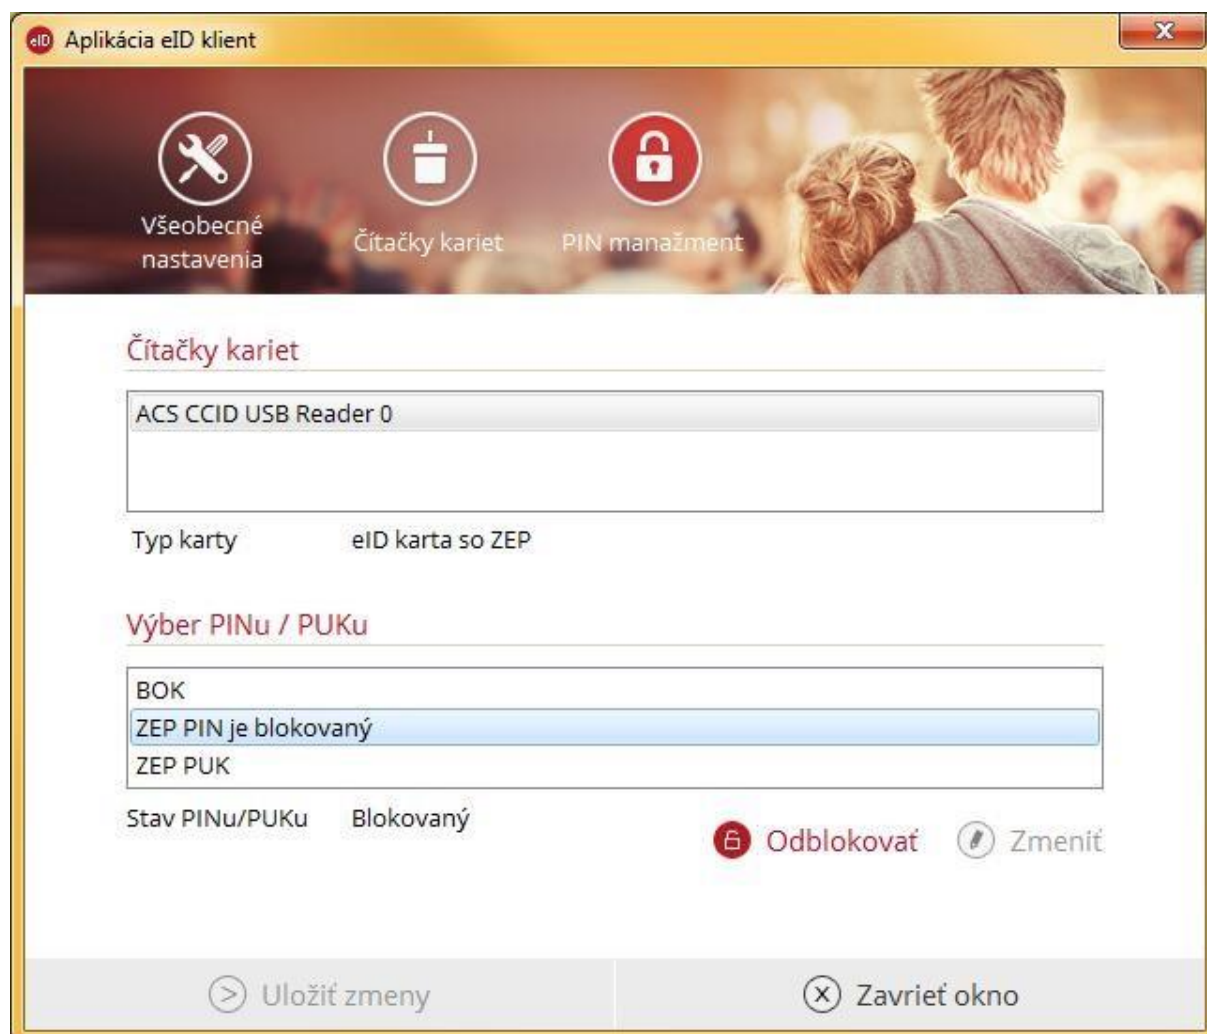 eID Aplikácia eID klient
Všeobecné
nastavenia
Čítačky kariet
PIN manažment
Čítačky kariet
ACS CCID USB Reader 0
Typ karty eID karta so ZEP
Výber PINu / PUKu
BOK
ZEP PIN je blokovaný
ZEP PUK
Stav PINu/PUKu Blokovaný
Odblokovať Zmeniť
Uložiť zmeny Zavrieť okno